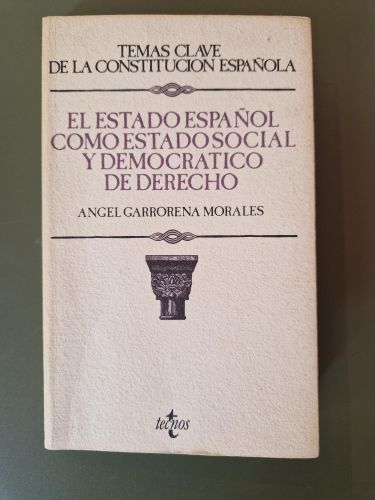 TEMAS CLAVE
DE LA CONSTITUCION ESPAÑOLA
EL ESTADO ESPAÑOL
COMO ESTADO SOCIAL
Y DEMOCRATICO
DE DERECHO
ANGEL GARRORENA MORALES
tecnos